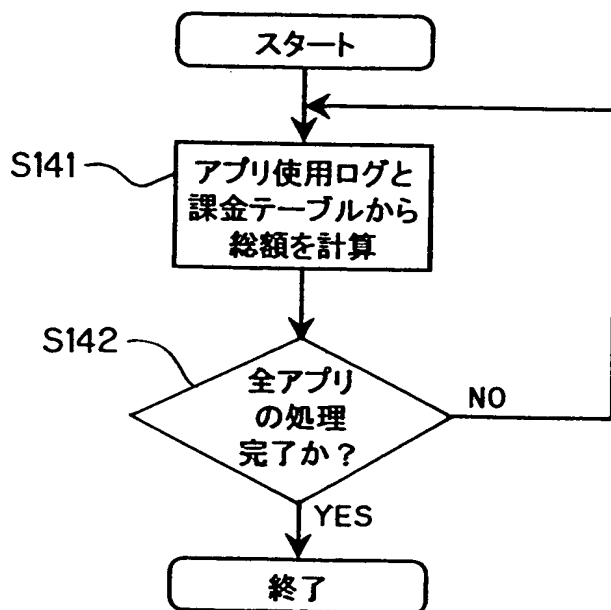 スタート
S141
アプリ使用ログと
課金テーブルから
総額を計算
S142
全アプリ
の処理
完了か?
NO
YES
終了